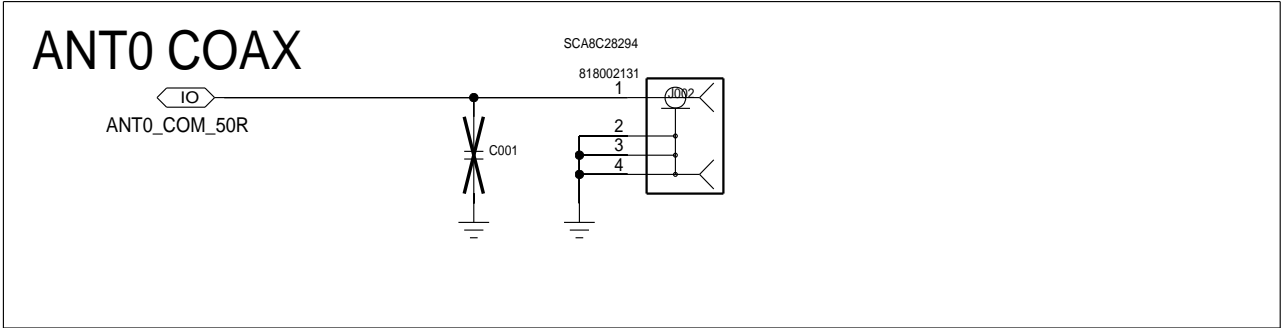 ANT0 COAX
SCA8C28294
818002131
IO
1
J002
ANT0_COM_50R
2
3
4
C001